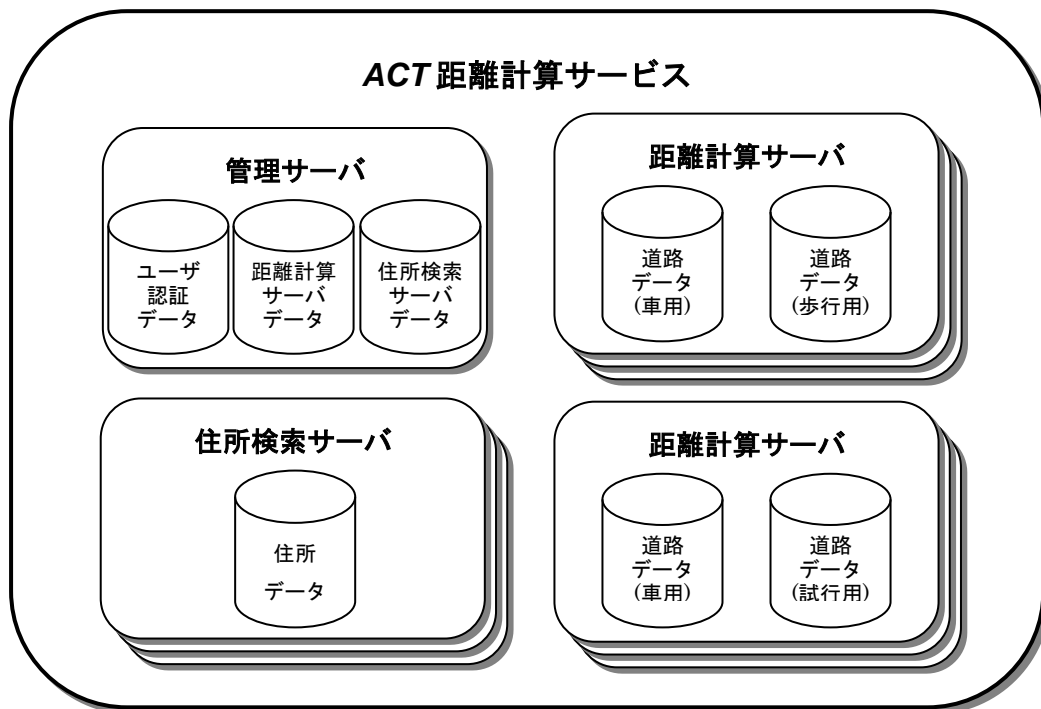 ACT 距離計算サービス
管理サーバ
ユーザ
認証
データ
距離計算
サーバ
データ
住所検索
サーバ
データ
距離計算サーバ
道路
データ
(車用)
道路
データ
(歩行用)
住所検索サーバ
住所
データ
距離計算サーバ
道路
データ
(車用)
道路
データ
(試行用)